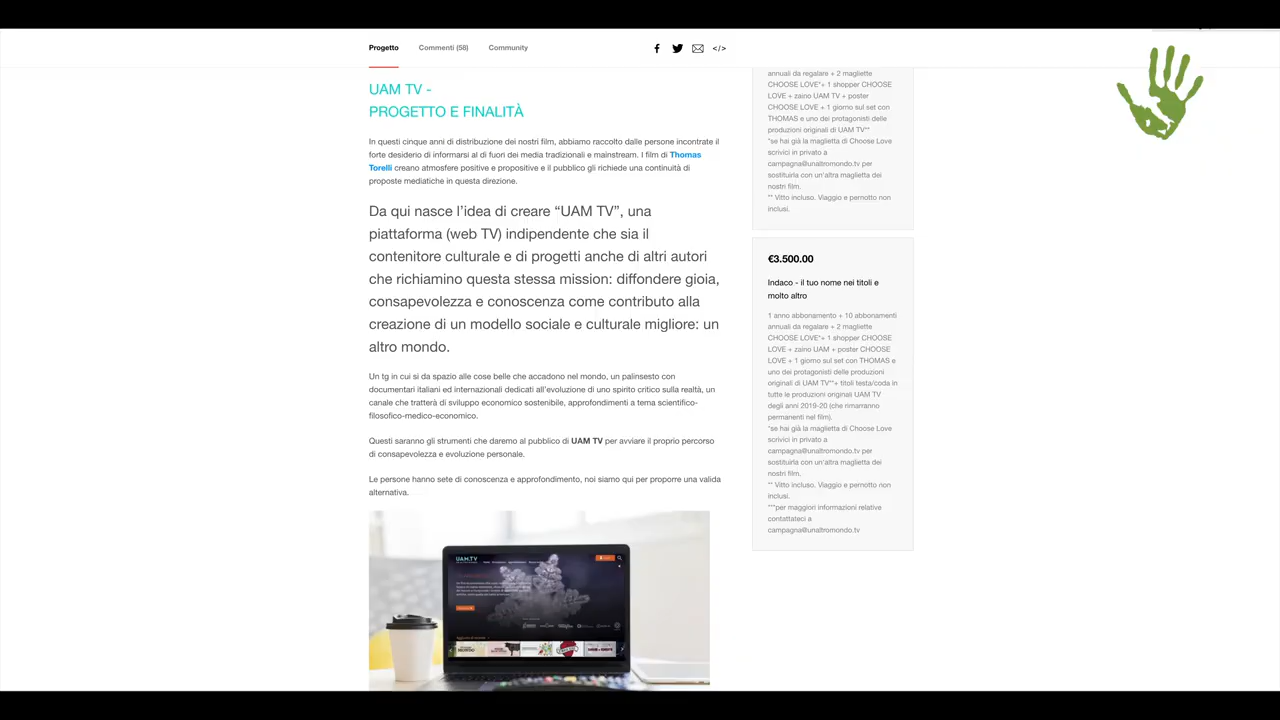 Progetto
Commenti (58)
Community
</>
UAM TV -
PROGETTO E FINALITÀ
In questi cinque anni di distribuzione dei nostri film, abbiamo raccolto dalle persone incontrate il
forte desiderio di informarsi al di fuori dei media tradizionali e mainstream. I film di Thomas
Torelli creano atmosfere positive e propositive e il pubblico gli richiede una continuità di
proposte mediatiche in questa direzione.
Da qui nasce l’idea di creare “UAM TV”, una
piattaforma (web TV) indipendente che sia il
contenitore culturale e di progetti anche di altri autori
che richiamino questa stessa mission: diffondere gioia,
consapevolezza e conoscenza come contributo alla
creazione di un modello sociale e culturale migliore: un
altro mondo.
Un tg in cui si da spazio alle cose belle che accadono nel mondo, un palinsesto con
documentari italiani ed internazionali dedicati all’evoluzione di uno spirito critico sulla realtà, un
canale che tratterà di sviluppo economico sostenibile, approfondimenti a tema scientifico-
filosofico-medico-economico.
Questi saranno gli strumenti che daremo al pubblico di UAM TV per avviare il proprio percorso
di consapevolezza e evoluzione personale.
Le persone hanno sete di conoscenza e approfondimento, noi siamo qui per proporre una valida
alternativa.
UAM.TV
annuali da regalare + 2 magliette
CHOOSE LOVE*+ 1 shopper CHOOSE
LOVE + zaino UAM TV + poster
CHOOSE LOVE + 1 giorno sul set con
THOMAS e uno dei protagonisti delle
produzioni originali di UAM TV**
*se hai già la maglietta di Choose Love
scrivici in privato a
campagna@unaltromondo.tv per
sostituirla con un'altra maglietta dei
nostri film.
** Vitto incluso. Viaggio e pernotto non
inclusi.
€3.500.00
Indaco - il tuo nome nei titoli e
molto altro
1 anno abbonamento + 10 abbonamenti
annuali da regalare + 2 magliette
CHOOSE LOVE*+ 1 shopper CHOOSE
LOVE + zaino UAM + poster CHOOSE
LOVE + 1 giorno sul set con THOMAS e
uno dei protagonisti delle produzioni
originali di UAM TV**+ titoli testa/coda in
tutte le produzioni originali UAM TV
degli anni 2019-20 (che rimarranno
permanenti nel film).
*se hai già la maglietta di Choose Love
scrivici in privato a
campagna@unaltromondo.tv per
sostituirla con un'altra maglietta dei
nostri film.
** Vitto incluso. Viaggio e pernotto non
inclusi.
***per maggiori informazioni relative
contattateci a
campagna@unaltromondo.tv